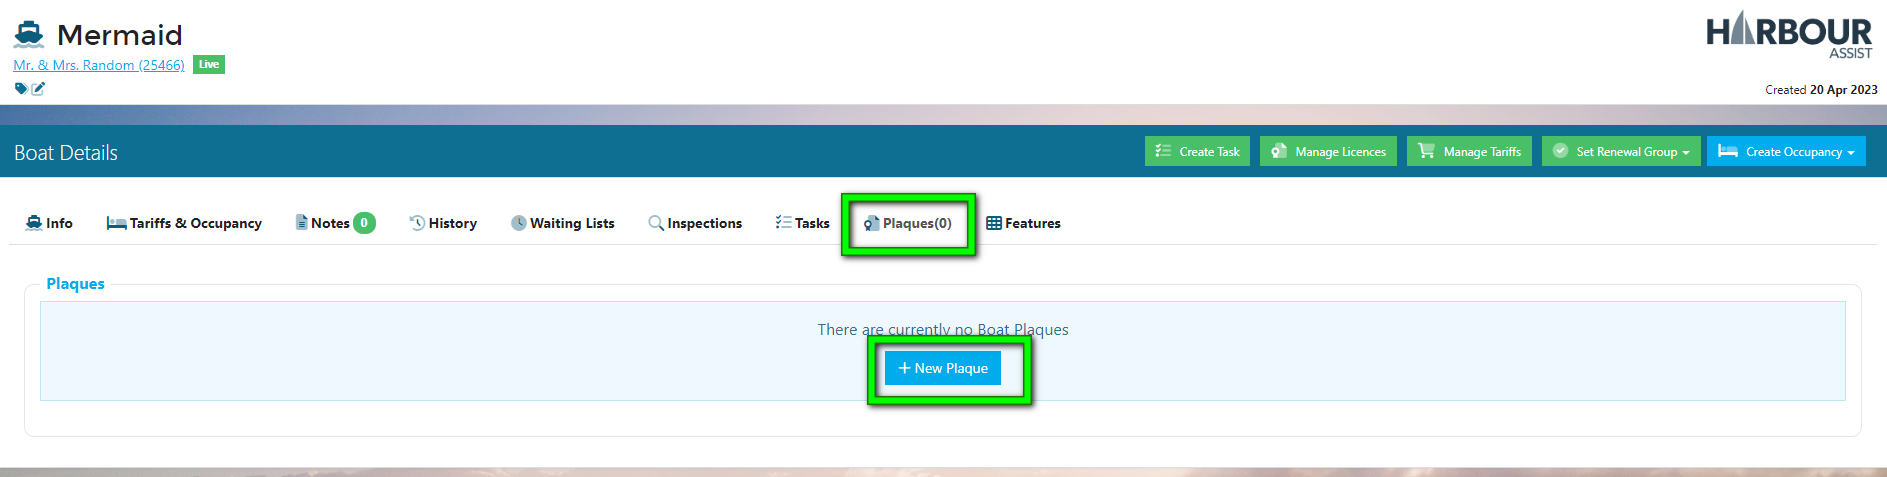 Mermaid
HARBOUR
ASSIST
Mr. & Mrs. Random (25466) Live
Created 20 Apr 2023
Boat Details
Create Task Manage Licences Manage Tariffs Set Renewal Group Create Occupancy
Info Tariffs & Occupancy Notes 0 History Waiting Lists Inspections Tasks Plaques(0) Features
Plaques
There are currently no Boat Plaques
+ New Plaque